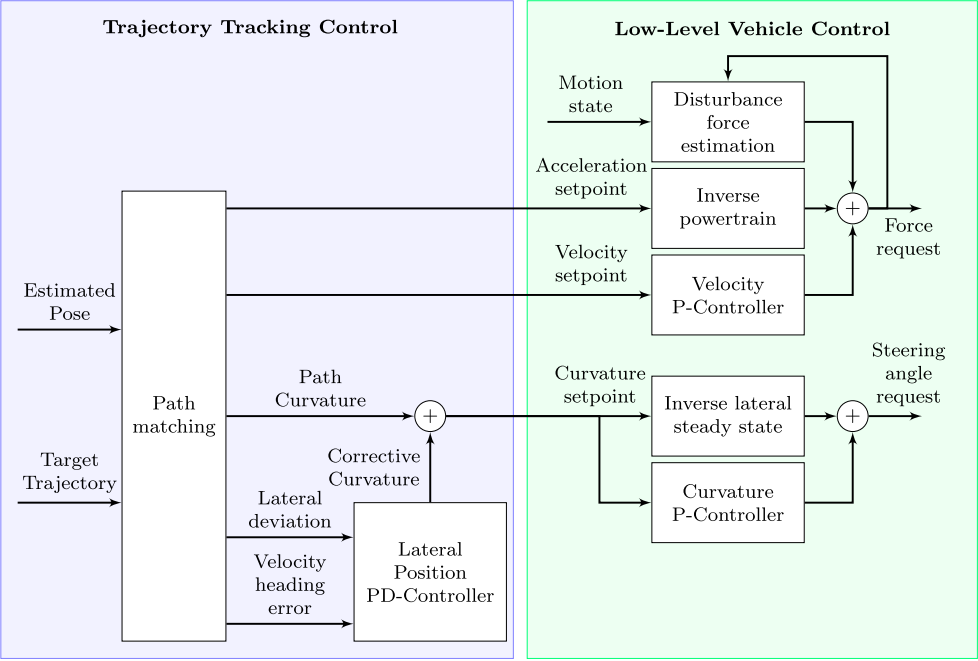 Trajectory Tracking Control
Estimated
Pose
Target
Trajectory
Path
matching
Path
Curvature
+
Corrective
Curvature
Lateral
deviation
Velocity
heading
error
Lateral
Position
PD-Controller
Low-Level Vehicle Control
Motion
state
Disturbance
force
estimation
Acceleration
setpoint
Inverse
powertrain
+
Force
request
Velocity
setpoint
Velocity
P-Controller
Curvature
setpoint
Inverse lateral
steady state
+
Steering
angle
request
Curvature
P-Controller